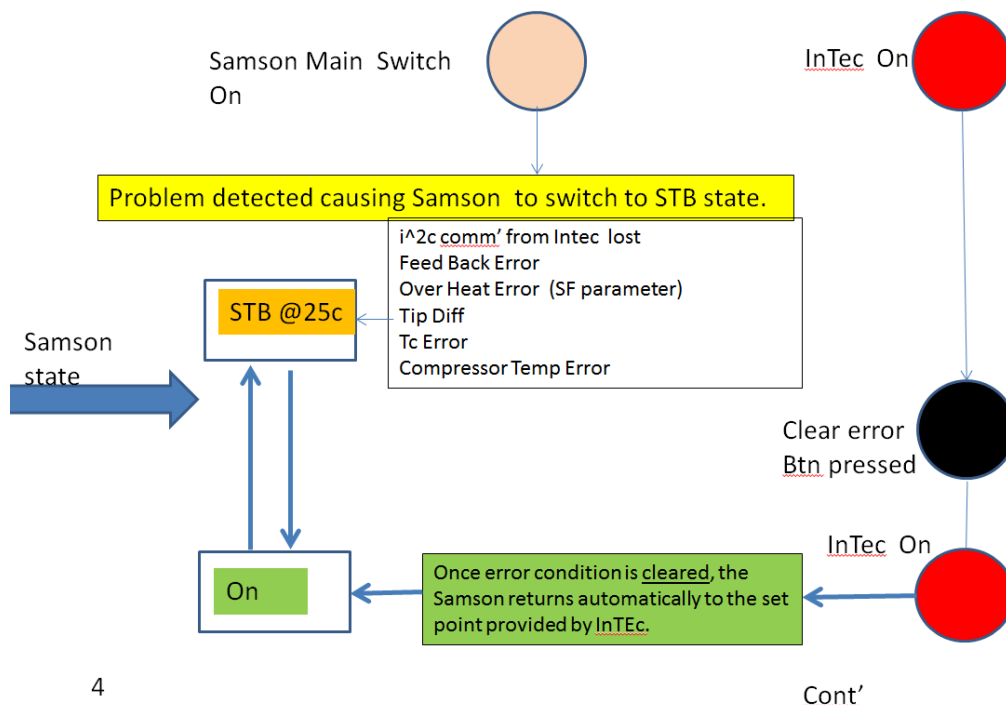 Samson Main Switch
On
InTec On
Problem detected causing Samson to switch to STB state.
i^2c comm’ from Intec lost
Feed Back Error
Over Heat Error (SF parameter)
Tip Diff
Tc Error
Compressor Temp Error
STB @25c
Samson
state
Clear error
Btn pressed
InTec On
On
Once error condition is cleared, the
Samson returns automatically to the set
point provided by InTEc.
4
Cont’